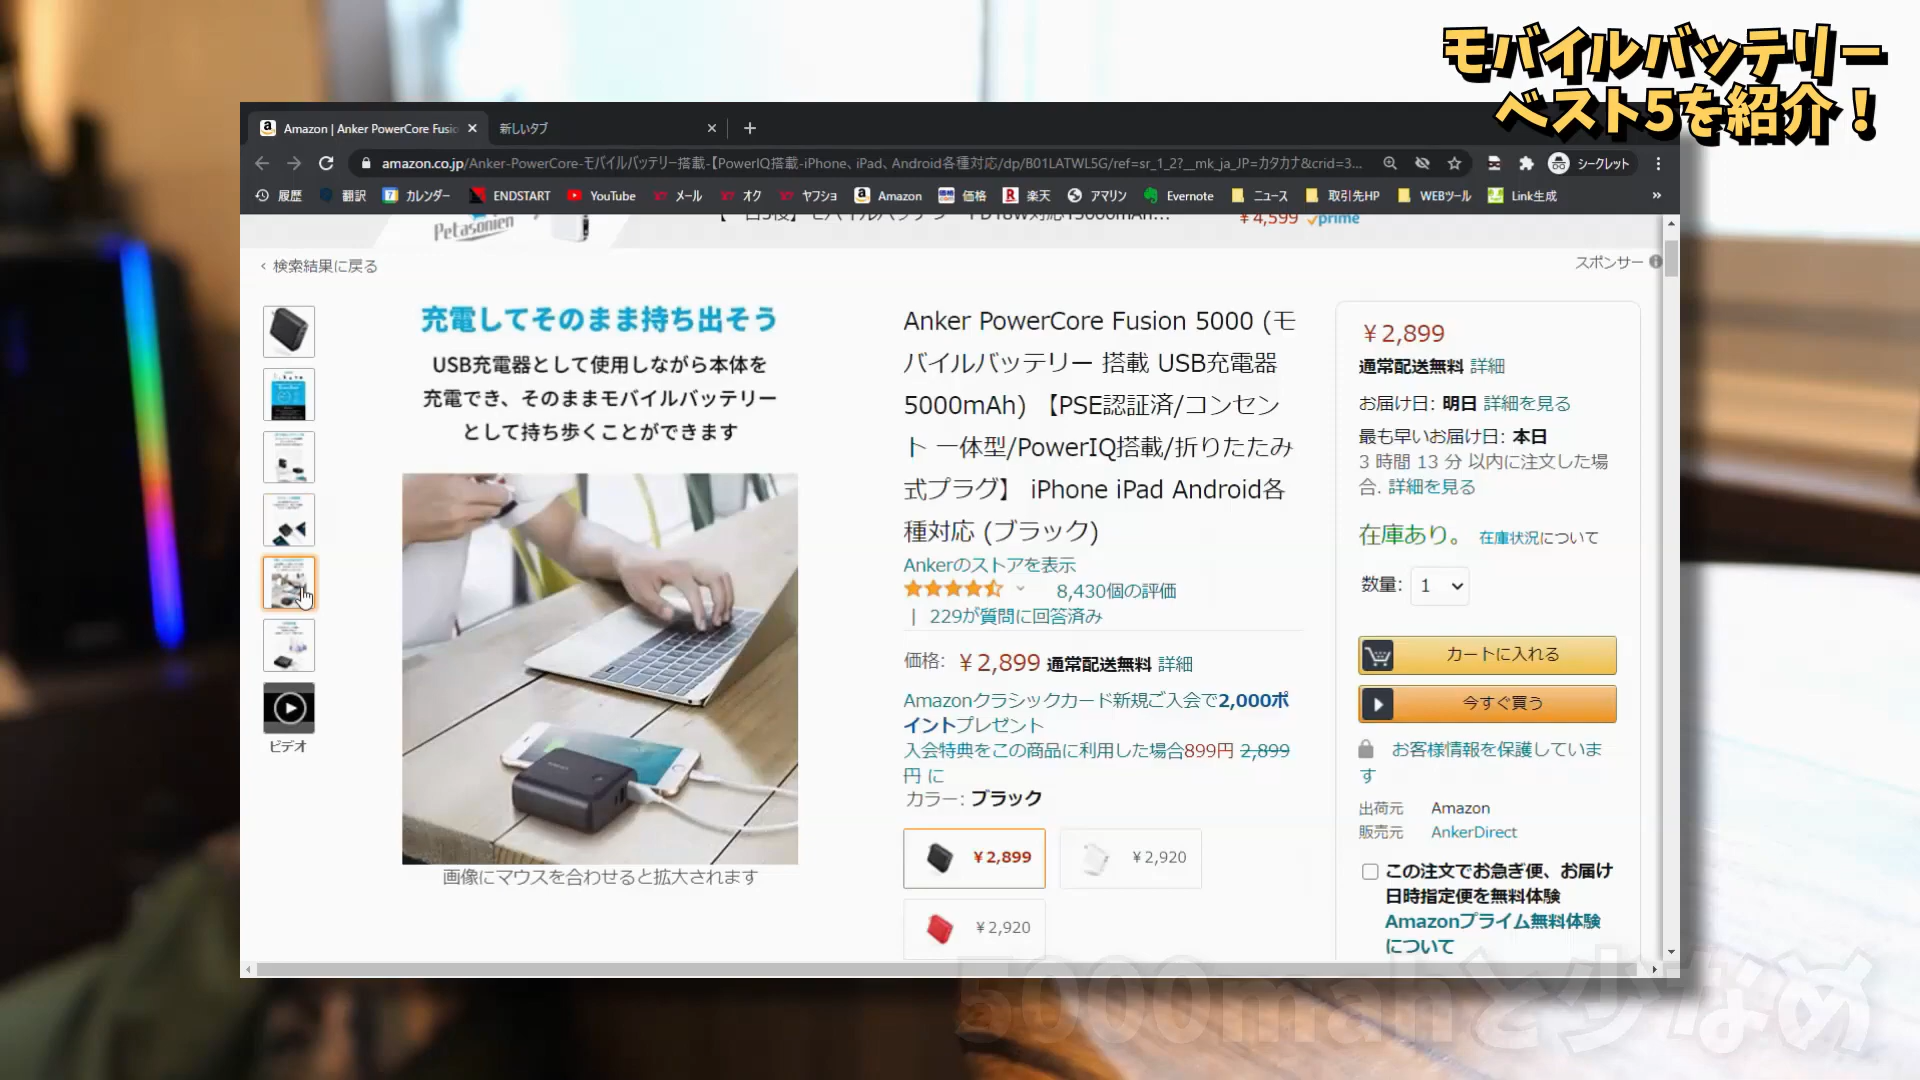 モバイルバッテリー
ベスト5を紹介！
Amazon | Anker PowerCore Fusio
新しいタブ
amazon.co.jp/Anker-PowerCore-モバイルバッテリー搭載-【PowerIQ搭載-iPhone、iPad、Android各種対応/dp/B01LATWL5G/ref=sr_1_2?__mk_ja_JP=カタカナ&crid=3...
シークレット
履歴
翻訳
カレンダー
ENDSTART
YouTube
メール
オク
ヤフショ
Amazon
価格
楽天
アマリン
Evernote
ニュース
取引先HP
WEBツール
Link生成
»
Petasonien
￥4,599 prime
‹ 検索結果に戻る
スポンサー
充電してそのまま持ち出そう
USB充電器として使用しながら本体を
充電でき、そのままモバイルバッテリー
として持ち歩くことができます
画像にマウスを合わせると拡大されます
ビデオ
Anker PowerCore Fusion 5000 (モ
バイルバッテリー 搭載 USB充電器
5000mAh) 【PSE認証済/コンセン
ト 一体型/PowerIQ搭載/折りたたみ
式プラグ】 iPhone iPad Android各
種対応 (ブラック)
Ankerのストアを表示
8,430個の評価
| 229が質問に回答済み
価格: ￥2,899 通常配送無料 詳細
Amazonクラシックカード新規ご入会で2,000ポ
イントプレゼント
入会特典をこの商品に利用した場合899円 2,899
円 に
カラー: ブラック
￥2,899
￥2,920
￥2,920
￥2,899
通常配送無料 詳細
お届け日: 明日 詳細を見る
最も早いお届け日: 本日
3 時間 13 分 以内に注文した場
合. 詳細を見る
在庫あり。 在庫状況について
数量: 1
カートに入れる
今すぐ買う
お客様情報を保護していま
す
出荷元 Amazon
販売元 AnkerDirect
この注文でお急ぎ便、お届け
日時指定便を無料体験
Amazonプライム無料体験
について
5000mahと少なめ